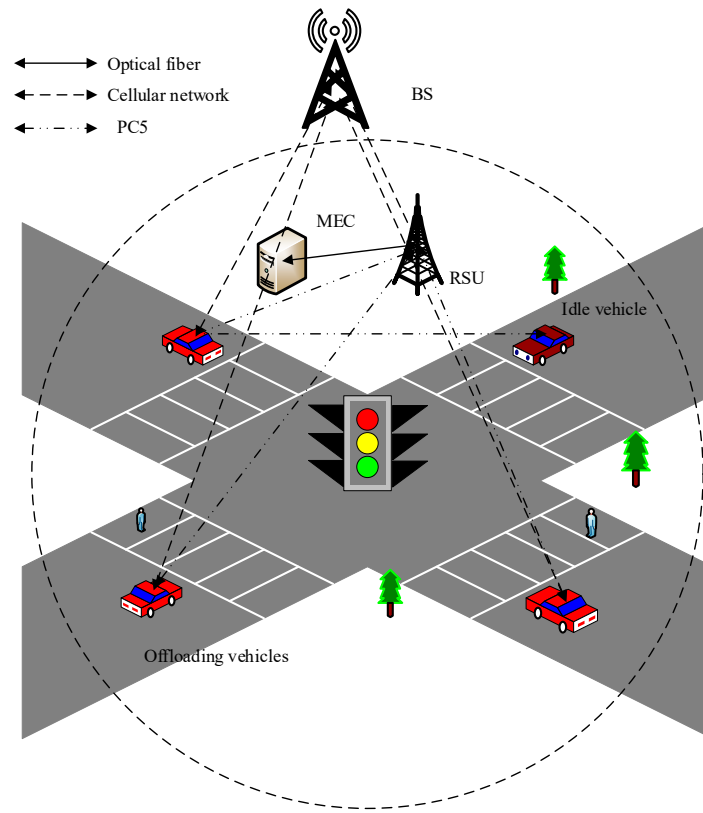 Optical fiber
Cellular network
BS
PC5
MEC
RSU
Idle vehicle
Offloading vehicles